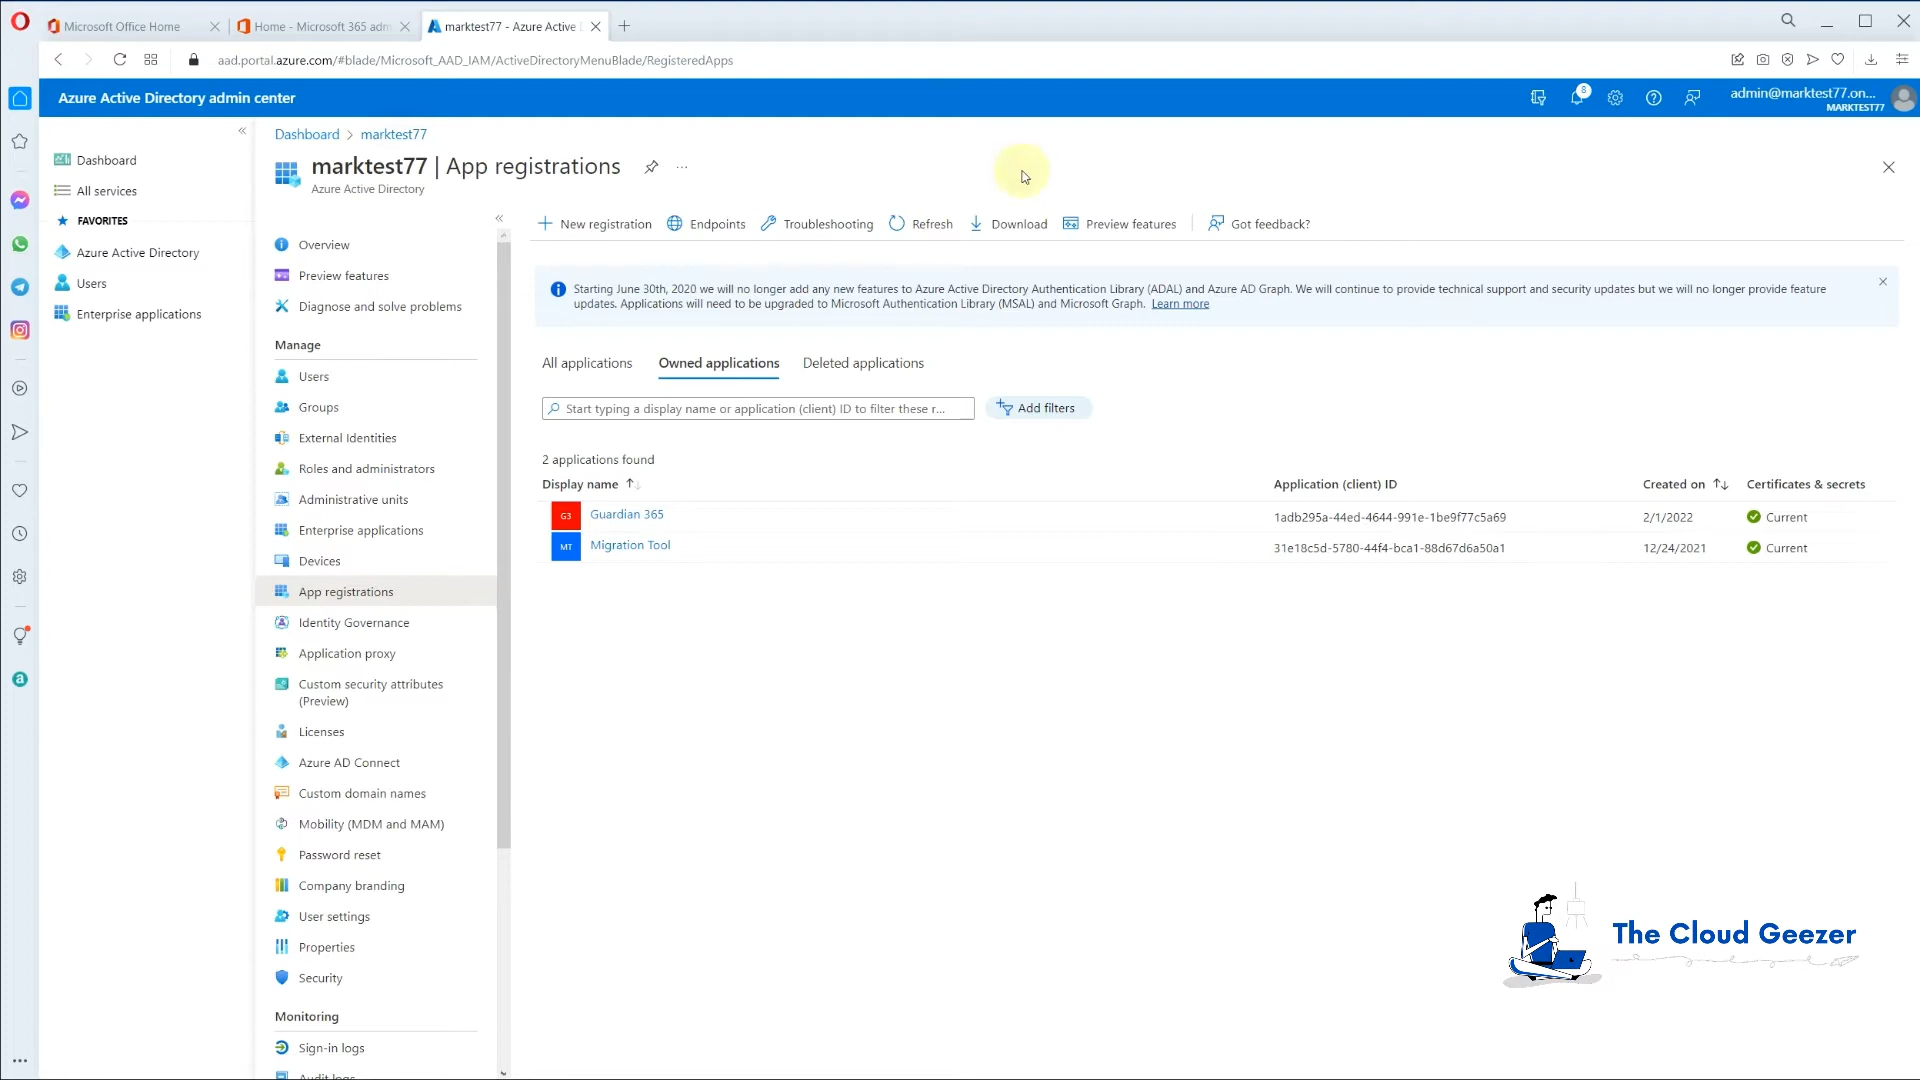 Microsoft Office Home
Home - Microsoft 365 adm
marktest77 - Azure Active D
aad.portal.azure.com/#blade/Microsoft_AAD_IAM/ActiveDirectoryMenuBlade/RegisteredApps
Azure Active Directory admin center
8
admin@marktest77.on...
MARKTEST77
Dashboard
All services
FAVORITES
Azure Active Directory
Users
Enterprise applications
Dashboard > marktest77
marktest77 | App registrations
Azure Active Directory
Overview
Preview features
Diagnose and solve problems
Manage
Users
Groups
External Identities
Roles and administrators
Administrative units
Enterprise applications
Devices
App registrations
Identity Governance
Application proxy
Custom security attributes
(Preview)
Licenses
Azure AD Connect
Custom domain names
Mobility (MDM and MAM)
Password reset
Company branding
User settings
Properties
Security
Monitoring
Sign-in logs
Audit logs
New registration Endpoints Troubleshooting Refresh Download Preview features Got feedback?
Starting June 30th, 2020 we will no longer add any new features to Azure Active Directory Authentication Library (ADAL) and Azure AD Graph. We will continue to provide technical support and security updates but we will no longer provide feature
updates. Applications will need to be upgraded to Microsoft Authentication Library (MSAL) and Microsoft Graph. Learn more
All applications Owned applications Deleted applications
Start typing a display name or application (client) ID to filter these r...
Add filters
2 applications found
Display name Application (client) ID Created on Certificates & secrets
G3 Guardian 365 1adb295a-44ed-4644-991e-1be9f77c5a69 2/1/2022 Current
MT Migration Tool 31e18c5d-5780-44f4-bca1-88d67d6a50a1 12/24/2021 Current
The Cloud Geezer